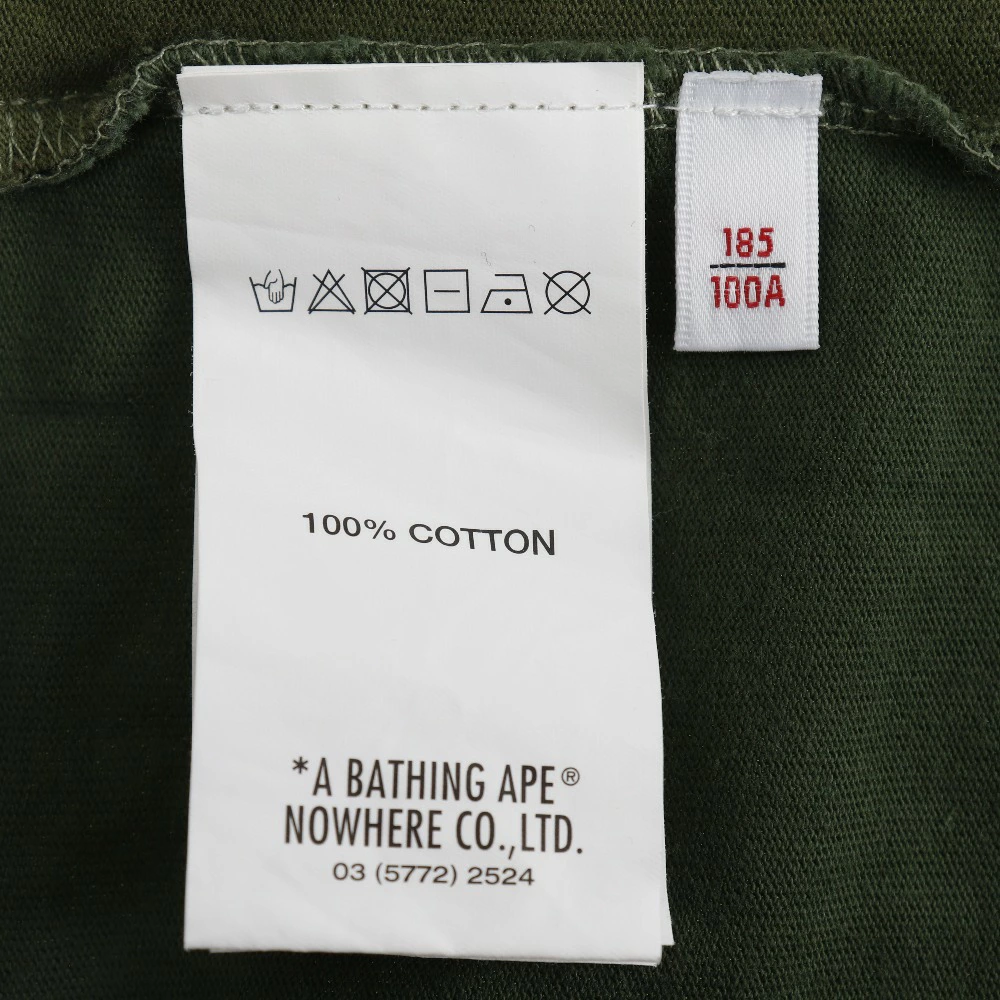 185
100A
100% COTTON
*A BATHING APE®
NOWHERE CO.,LTD.
03 (5772) 2524